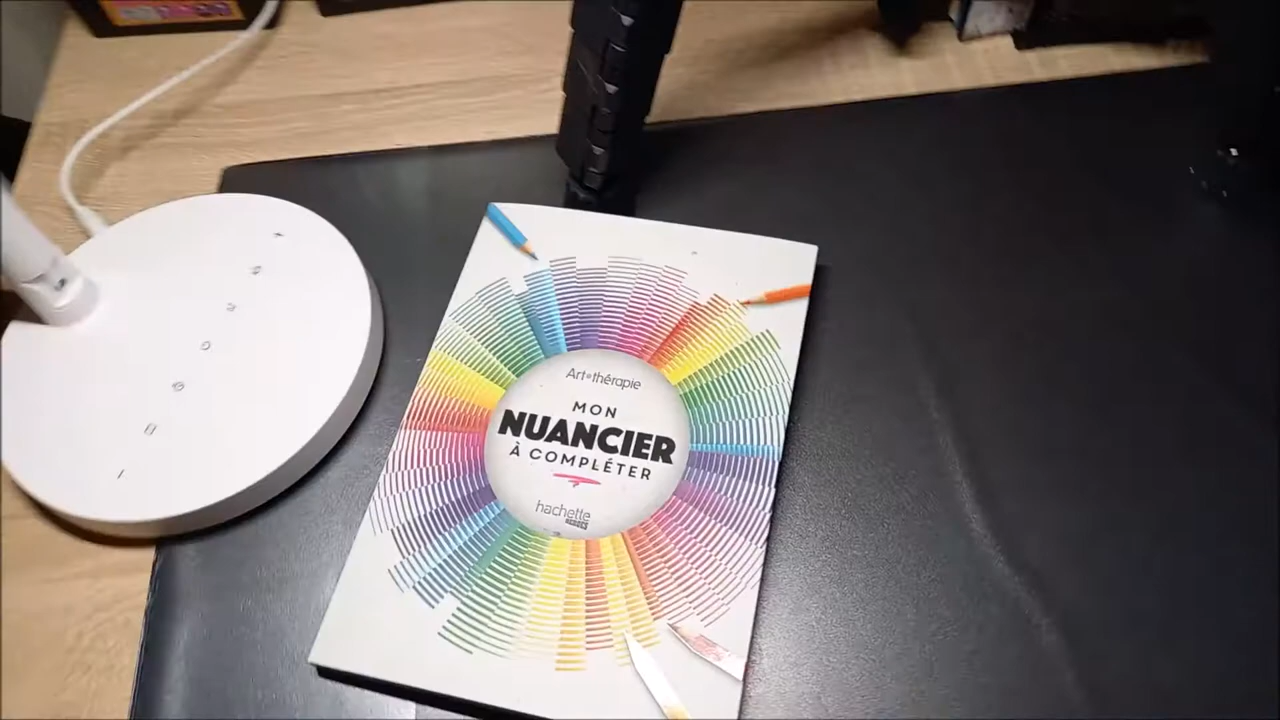 Art-thérapie
MON
NUANCIER
À COMPLÉTER
hachette
HEROES